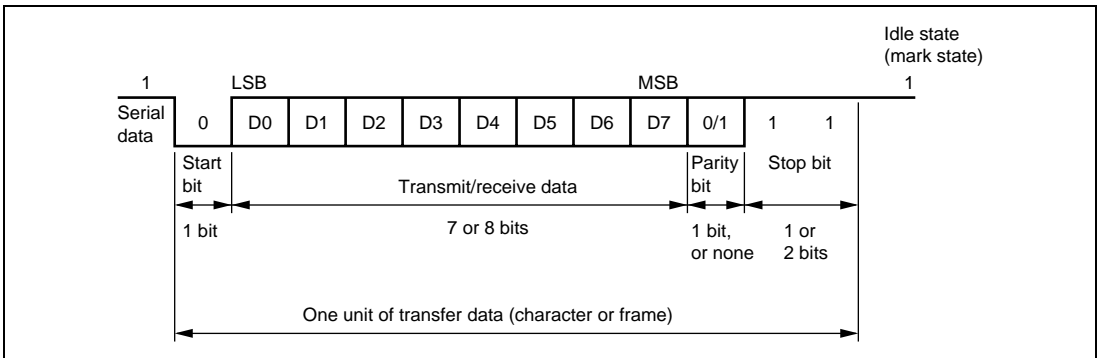 Idle state
(mark state)
1 LSB MSB 1
Serial
data
0 D0 D1 D2 D3 D4 D5 D6 D7 0/1 1 1
Start
bit
Transmit/receive data
Parity
bit
Stop bit
1 bit
7 or 8 bits
1 bit,
or none
1 or
2 bits
One unit of transfer data (character or frame)